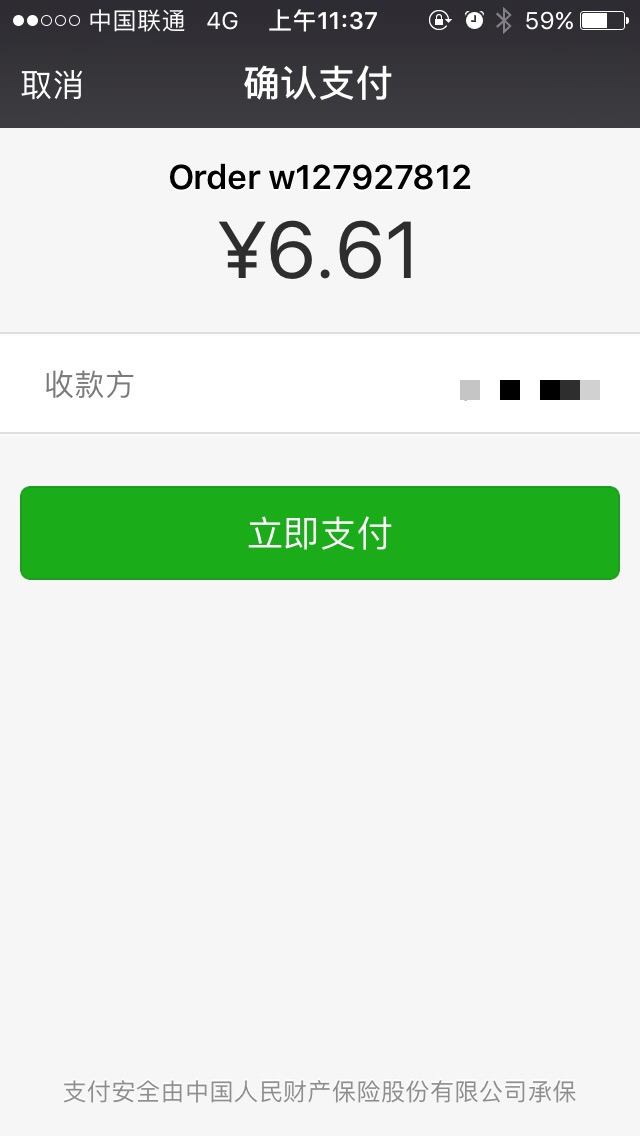 中国联通 4G 上午11:37 59%
取消 确认支付
Order w127927812
¥6.61
收款方
立即支付
支付安全由中国人民财产保险股份有限公司承保